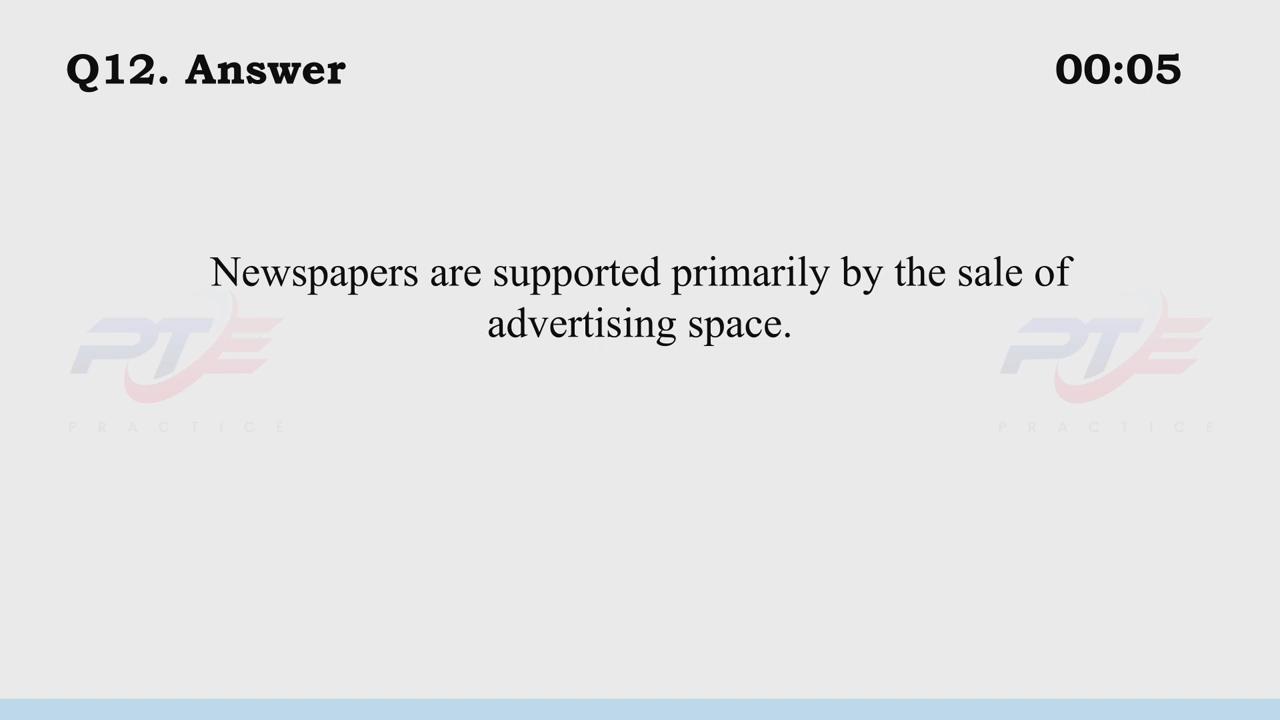 Q12. Answer
00:05
Newspapers are supported primarily by the sale of
advertising space.
PTE
PRACTICE
PTE
PRACTICE